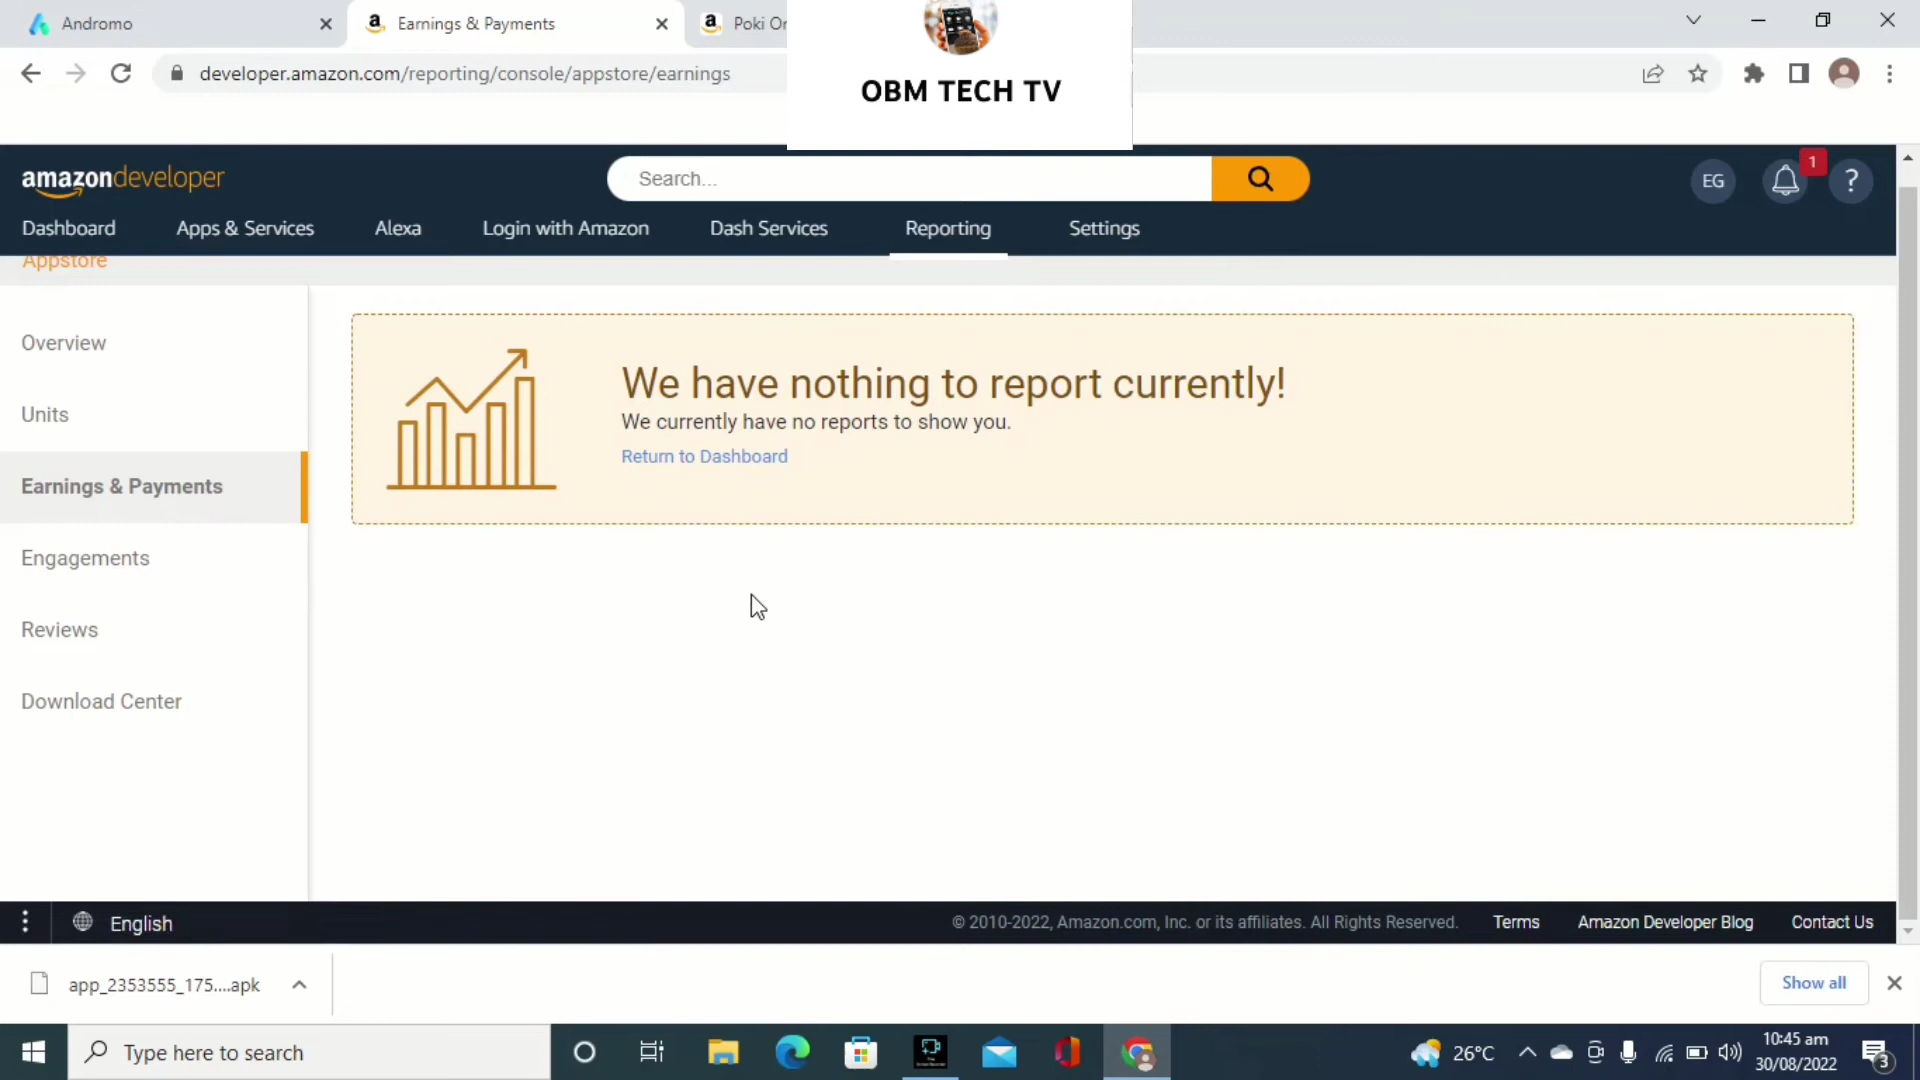 Andromo
Earnings & Payments
Poki Or
developer.amazon.com/reporting/console/appstore/earnings
OBM TECH TV
amazondeveloper
Search...
EG
1
?
Dashboard
Apps & Services
Alexa
Login with Amazon
Dash Services
Reporting
Settings
Appstore
Overview
Units
Earnings & Payments
Engagements
Reviews
Download Center
We have nothing to report currently!
We currently have no reports to show you.
Return to Dashboard
English
© 2010-2022, Amazon.com, Inc. or its affiliates. All Rights Reserved.
Terms
Amazon Developer Blog
Contact Us
app_2353555_175....apk
Show all
Type here to search
26°C
10:45 am
30/08/2022
3